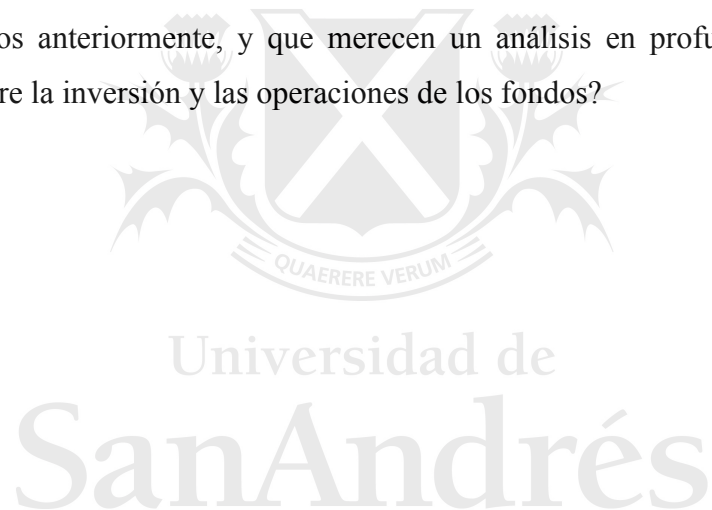 os anteriormente, y que merecen un análisis en profu
re la inversión y las operaciones de los fondos?
QUAERERE VERUM
Universidad de
SanAndrés